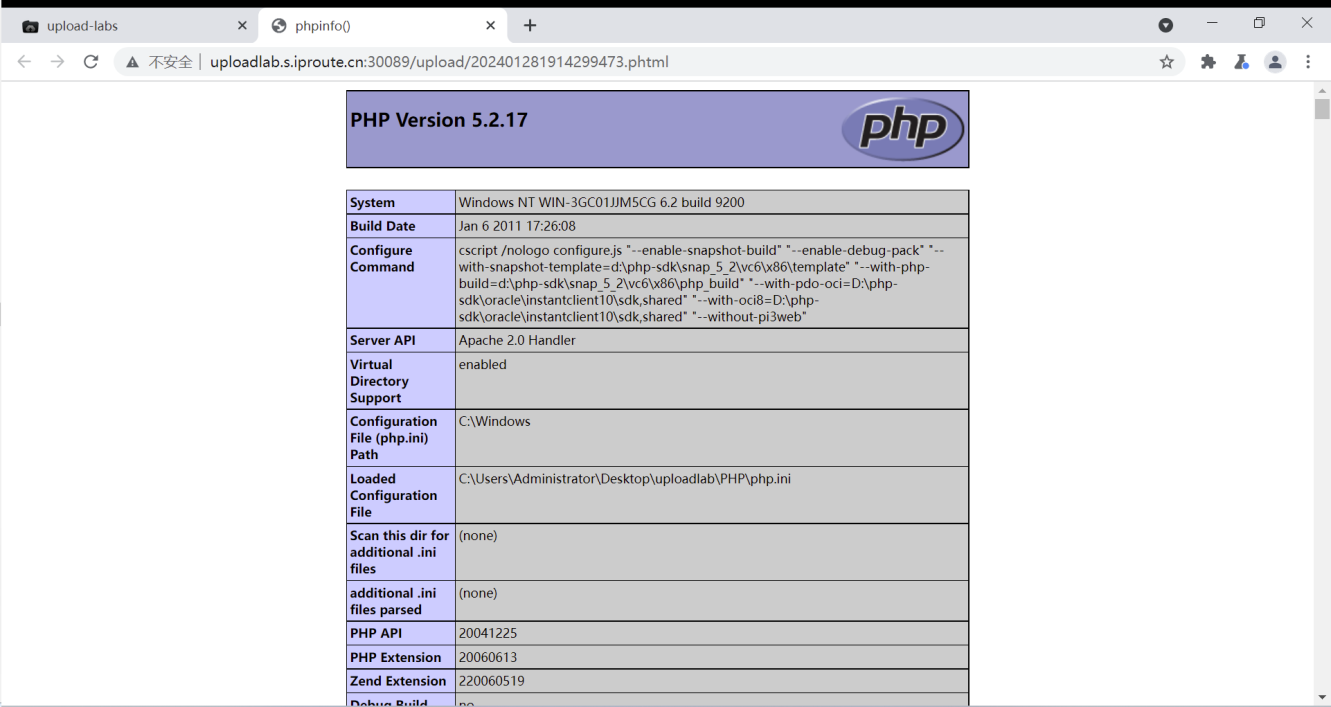 upload-labs
phpinfo()
不安全 | uploadlab.s.iproute.cn:30089/upload/202401281914299473.phtml
PHP Version 5.2.17
php
System Windows NT WIN-3GC01JJM5CG 6.2 build 9200
Build Date Jan 6 2011 17:26:08
Configure Command
cscript /nologo configure.js "--enable-snapshot-build" "--enable-debug-pack" "--
with-snapshot-template=d:\php-sdk\snap_5_2\vc6\x86\template" "--with-php-
build=d:\php-sdk\snap_5_2\vc6\x86\php_build" "--with-pdo-oci=D:\php-
sdk\oracle\instantclient10\sdk,shared" "--with-oci8=D:\php-
sdk\oracle\instantclient10\sdk,shared" "--without-pi3web"
Server API Apache 2.0 Handler
Virtual
Directory
Support
enabled
Configuration
File (php.ini)
Path
C:\Windows
Loaded
Configuration
File
C:\Users\Administrator\Desktop\uploadlab\PHP\php.ini
Scan this dir for
additional .ini
files
(none)
additional .ini
files parsed
(none)
PHP API 20041225
PHP Extension 20060613
Zend Extension 220060519
Debug Build no